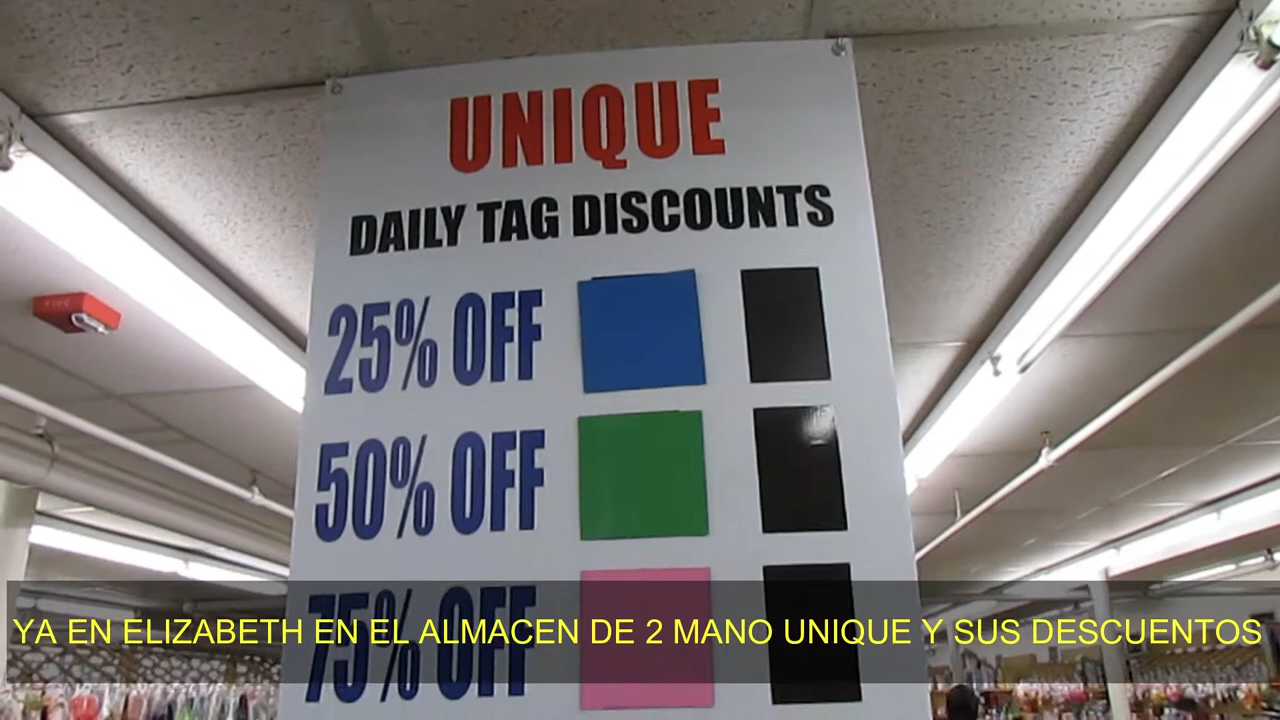 UNIQUE
DAILY TAG DISCOUNTS
25% OFF
50% OFF
75% OFF
FIRE
YA EN ELIZABETH EN EL ALMACEN DE 2 MANO UNIQUE Y SUS DESCUENTOS